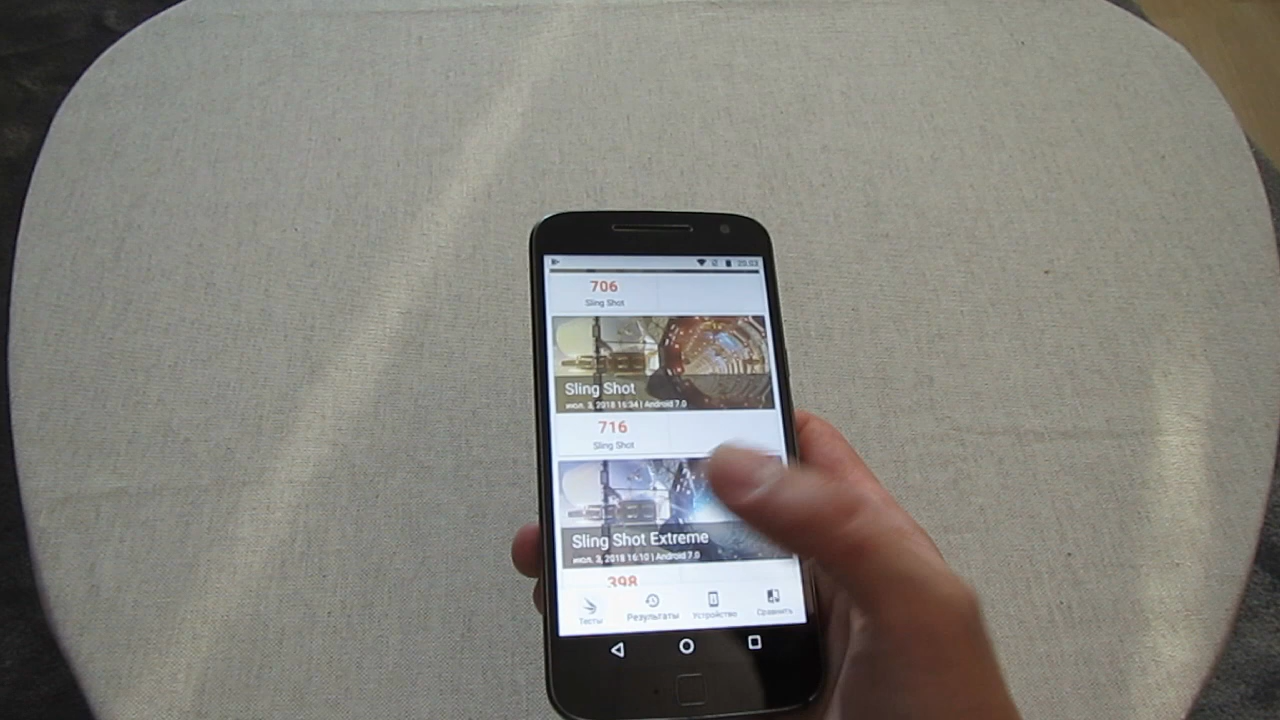 706
Sling Shot
Sling Shot
июл. 3, 2018 16:34 | Android 7.0
716
Sling Shot
Sling Shot Extreme
июл. 3, 2018 16:10 | Android 7.0
398
Тесты
Результаты
Устройство
Сравнить